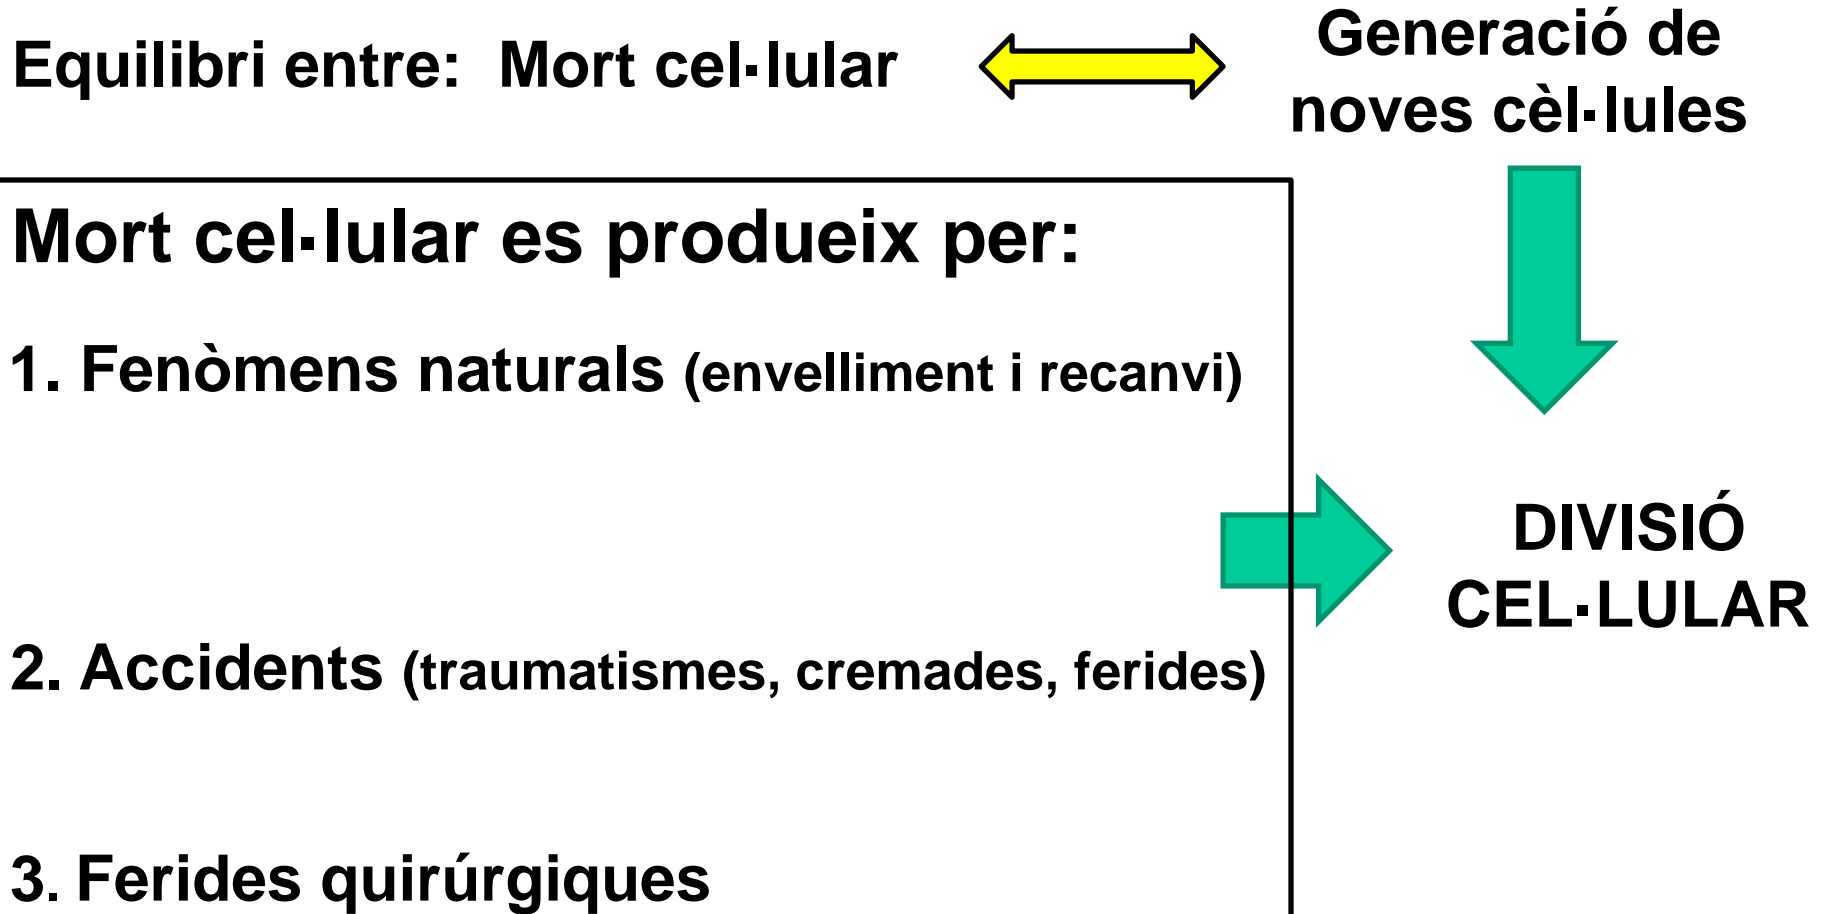 Equilibri entre: Mort cel·lular
Generació de
noves cèl·lules
Mort cel·lular es produeix per:
1. Fenòmens naturals (envelliment i recanvi)
DIVISIÓ
CEL·LULAR
2. Accidents (traumatismes, cremades, ferides)
3. Ferides quirúrgiques